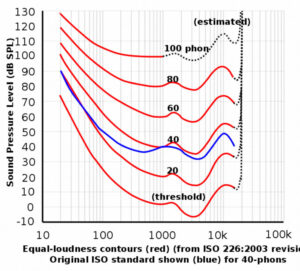 130
120
110
100
90
80
70
60
50
40
30
20
10
0
-10
Sound Pressure Level (dB SPL)
(estimated)
100 phon
80
60
40
20
(threshold)
10 100 1000 10k 100k
Equal-loudness contours (red) (from ISO 226:2003 revisi
Original ISO standard shown (blue) for 40-phons